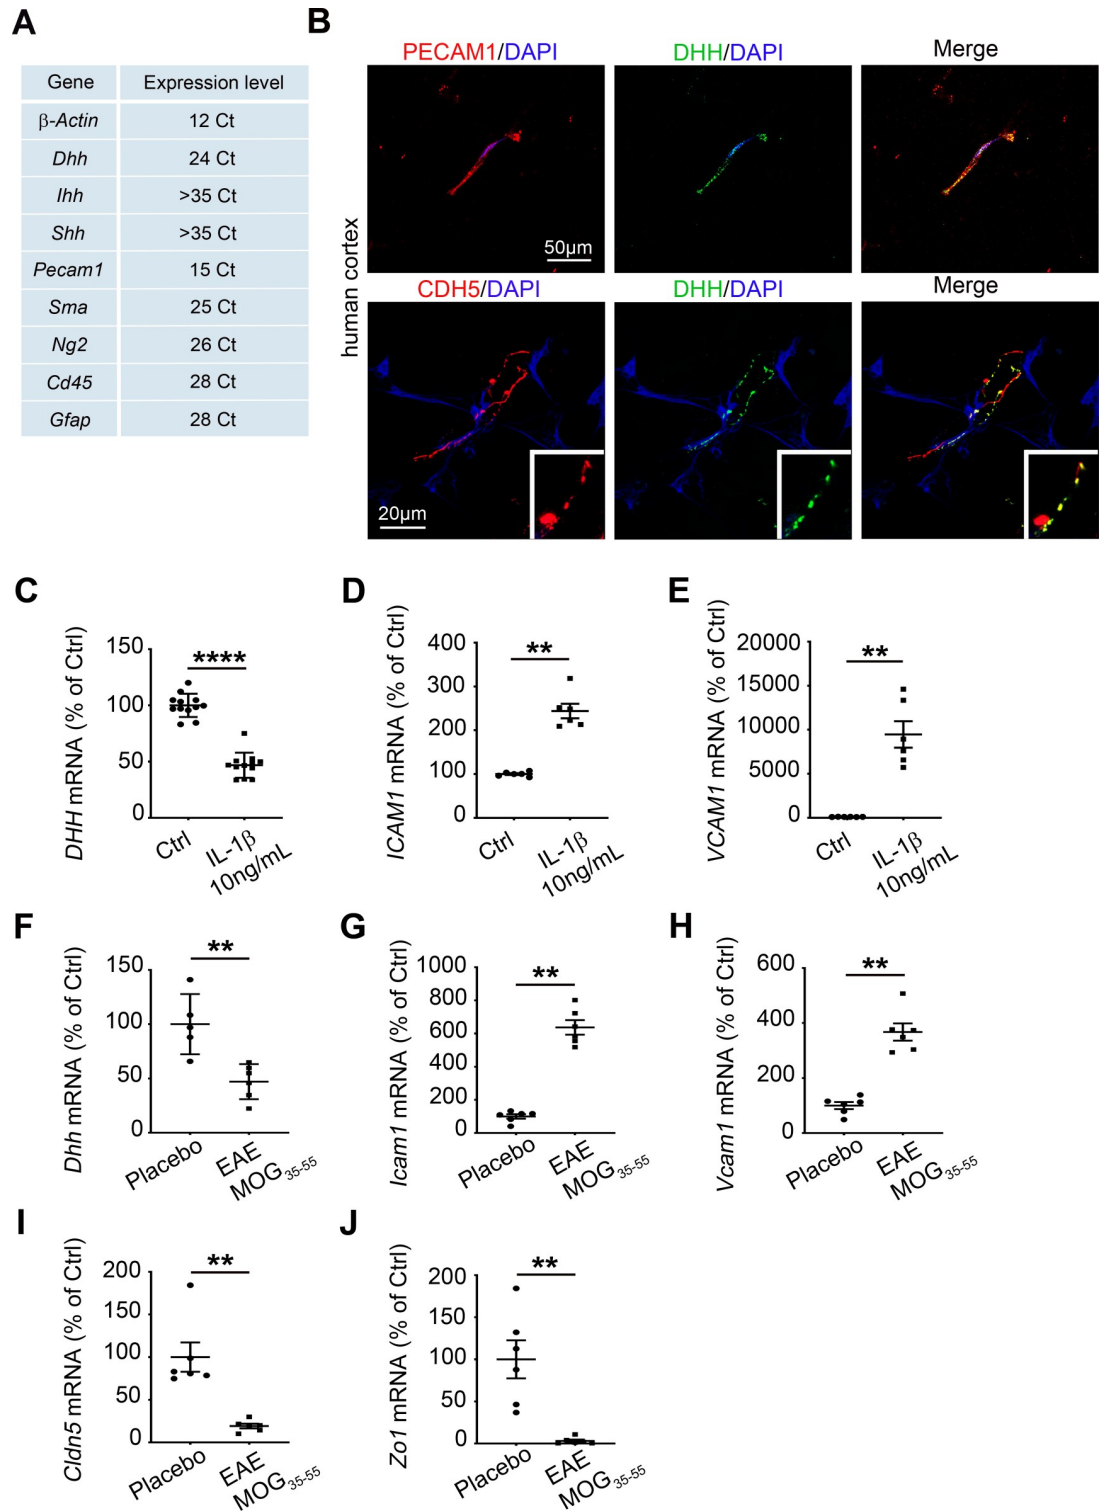 A
Gene Expression level
β-Actin 12 Ct
Dhh 24 Ct
Ihh >35 Ct
Shh >35 Ct
Pecam1 15 Ct
Sma 25 Ct
Ng2 26 Ct
Cd45 28 Ct
Gfap 28 Ct
B
PECAM1/DAPI DHH/DAPI Merge
50µm
CDH5/DAPI DHH/DAPI Merge
20µm
human cortex
C
DHH mRNA (% of Ctrl)
150
100
50
0
****
Ctrl
IL-1β
10ng/mL
D
ICAM1 mRNA (% of Ctrl)
400
300
200
100
0
**
Ctrl
IL-1β
10ng/mL
E
VCAM1 mRNA (% of Ctrl)
20000
15000
10000
5000
0
**
Ctrl
IL-1β
10ng/mL
F
Dhh mRNA (% of Ctrl)
150
100
50
0
**
Placebo
EAE
MOG35-55
G
Icam1 mRNA (% of Ctrl)
1000
800
600
400
200
0
**
Placebo
EAE
MOG35-55
H
Vcam1 mRNA (% of Ctrl)
600
400
200
0
**
Placebo
EAE
MOG35-55
I
Cldn5 mRNA (% of Ctrl)
200
150
100
50
0
**
Placebo
EAE
MOG35-55
J
Zo1 mRNA (% of Ctrl)
200
150
100
50
0
**
Placebo
EAE
MOG35-55